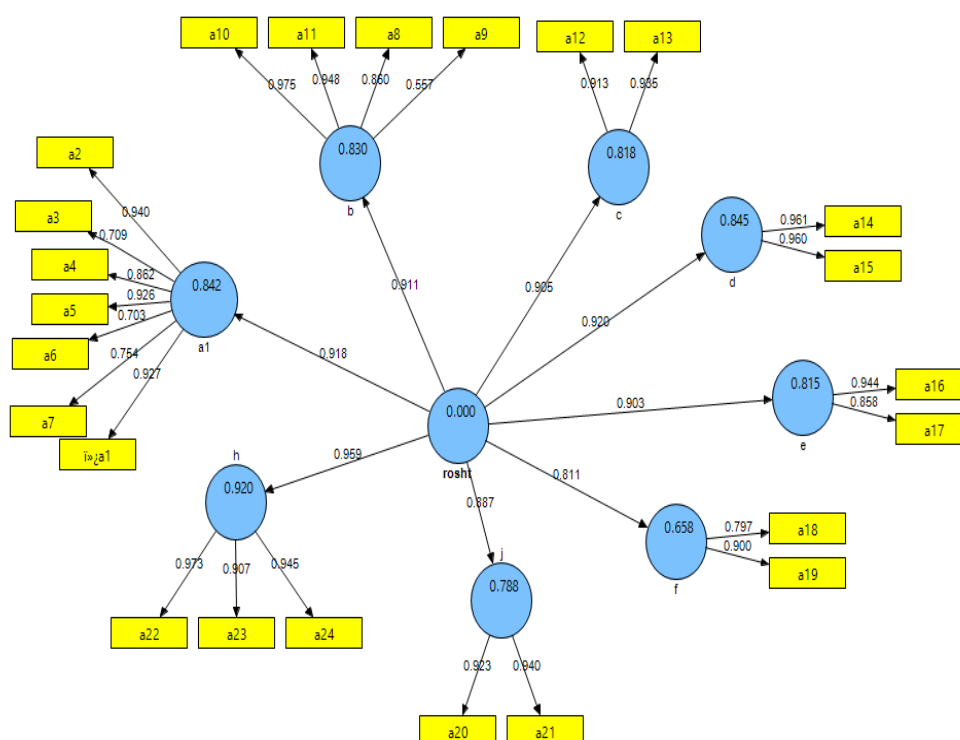 a10
a11
a8
a9
0.975
0.948
0.860
0.557
0.830
b
a12
a13
0.913
0.935
0.818
c
a2
a3
a4
a5
a6
a7
ï»¿a1
0.940
0.709
0.862
0.926
0.703
0.754
0.927
0.842
a1
0.845
d
0.961
0.960
a14
a15
0.911
0.905
0.920
0.918
0.903
0.815
e
0.944
0.858
a16
a17
0.000
rosht
0.959
0.887
0.811
h
0.920
0.973
0.907
0.945
a22
a23
a24
j
0.788
0.923
0.940
a20
a21
0.658
f
0.797
0.900
a18
a19